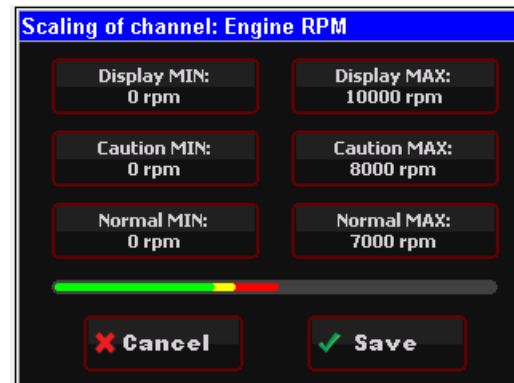 Scaling of channel: Engine RPM
Display MIN:
0 rpm
Display MAX:
10000 rpm
Caution MIN:
0 rpm
Caution MAX:
8000 rpm
Normal MIN:
0 rpm
Normal MAX:
7000 rpm
Cancel
Save